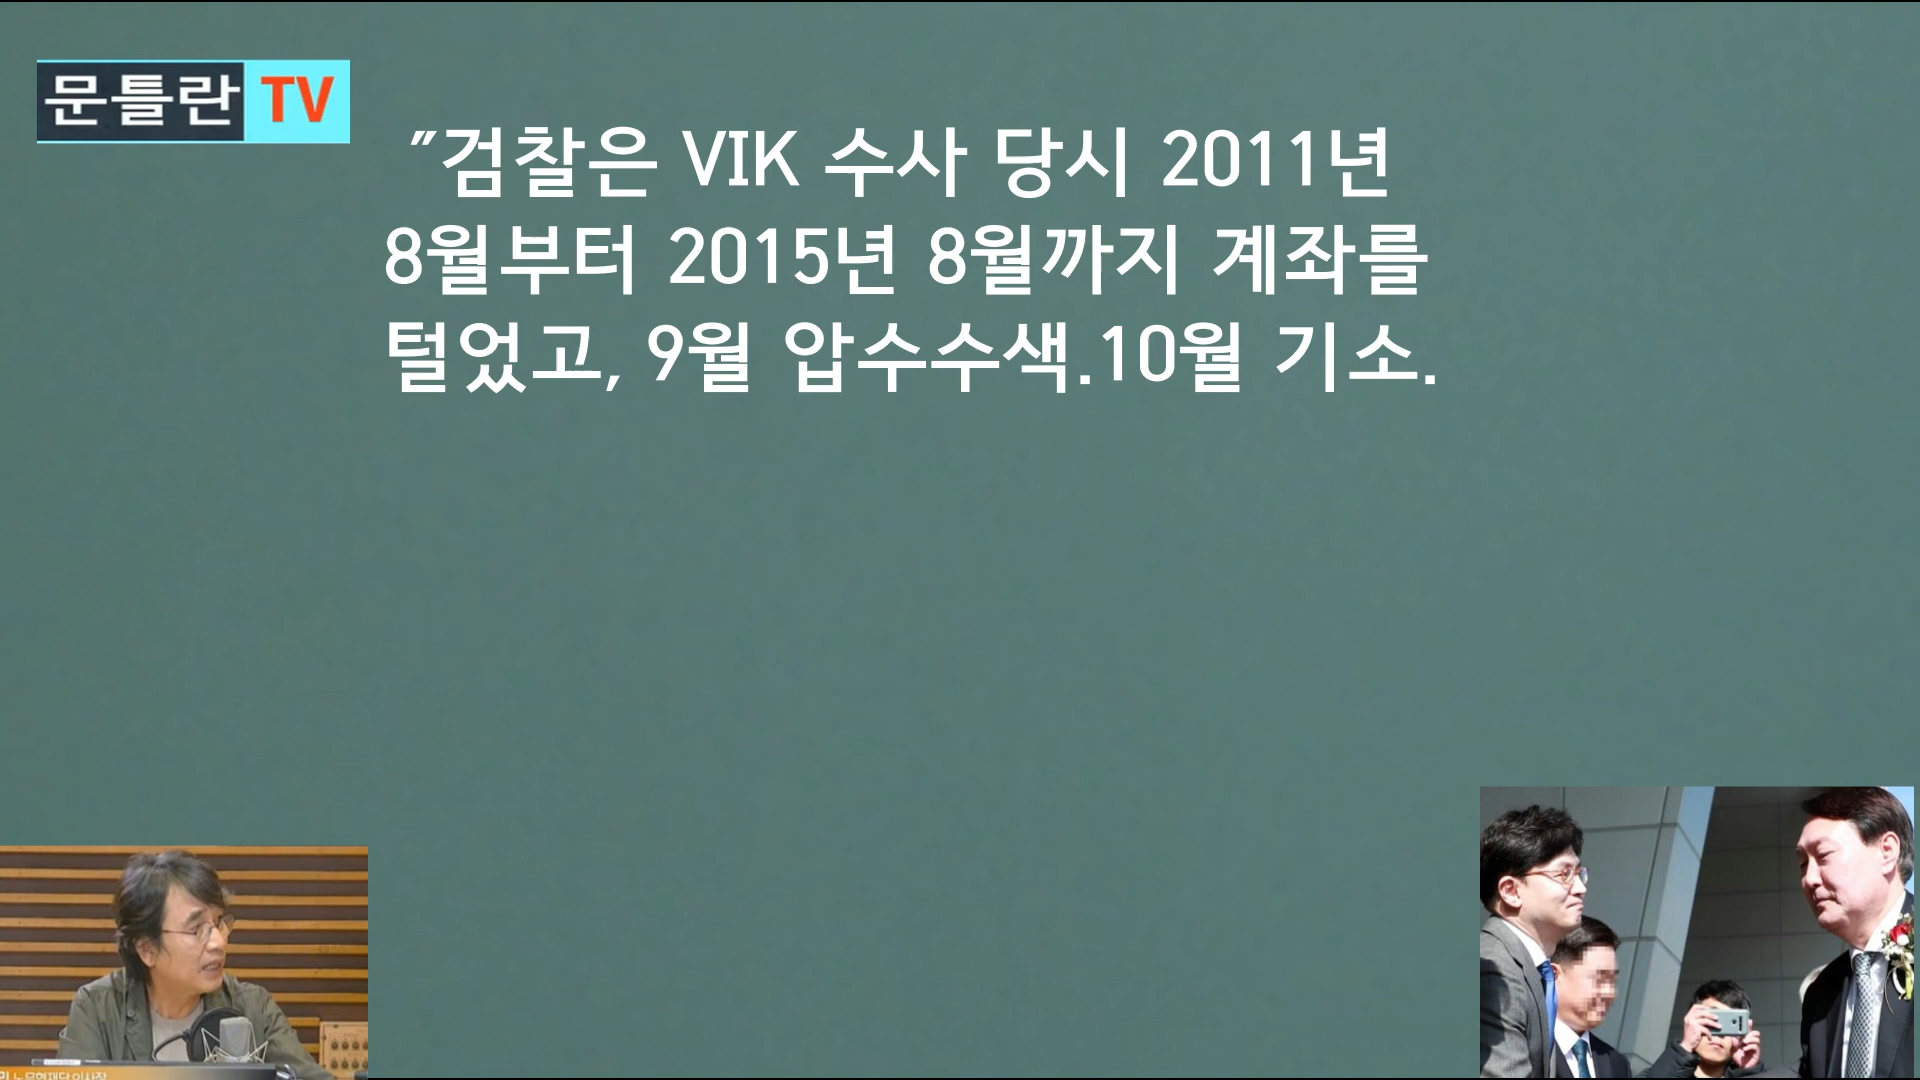 문틀란 TV
"검찰은 VIK 수사 당시 2011년
8월부터 2015년 8월까지 계좌를
털었고, 9월 압수수색.10월 기소.